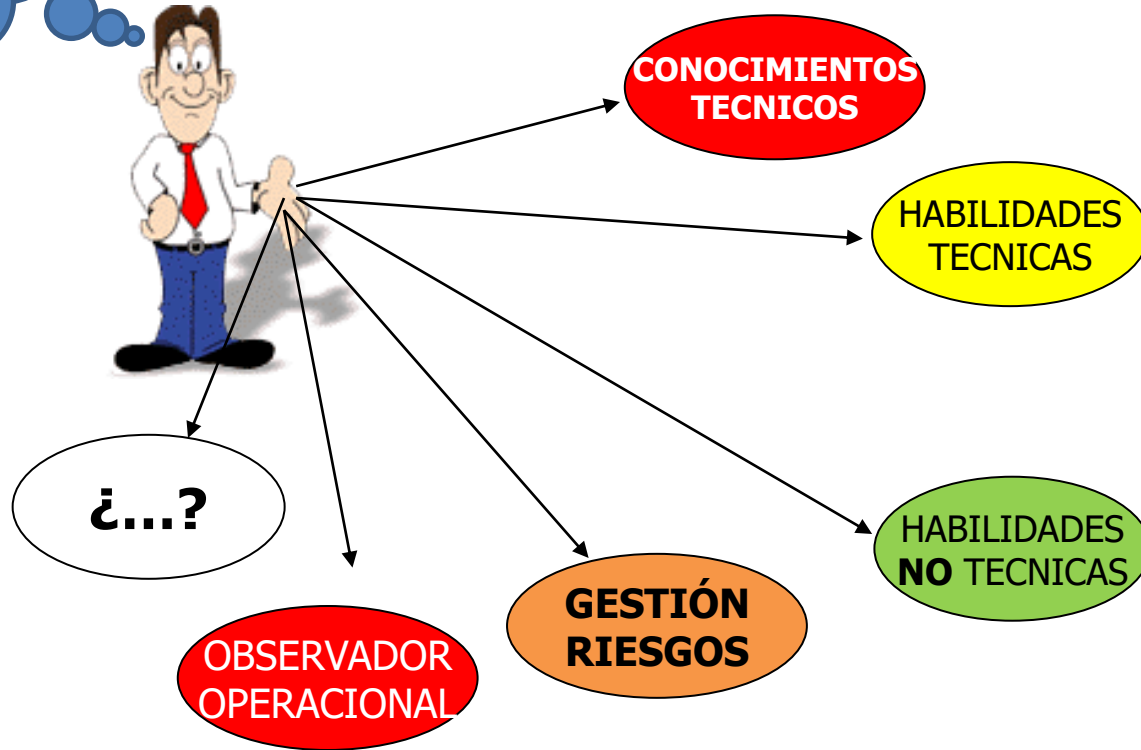 CONOCIMIENTOS
TECNICOS
HABILIDADES
TECNICAS
HABILIDADES
NO TECNICAS
GESTIÓN
RIESGOS
OBSERVADOR
OPERACIONAL
¿...?